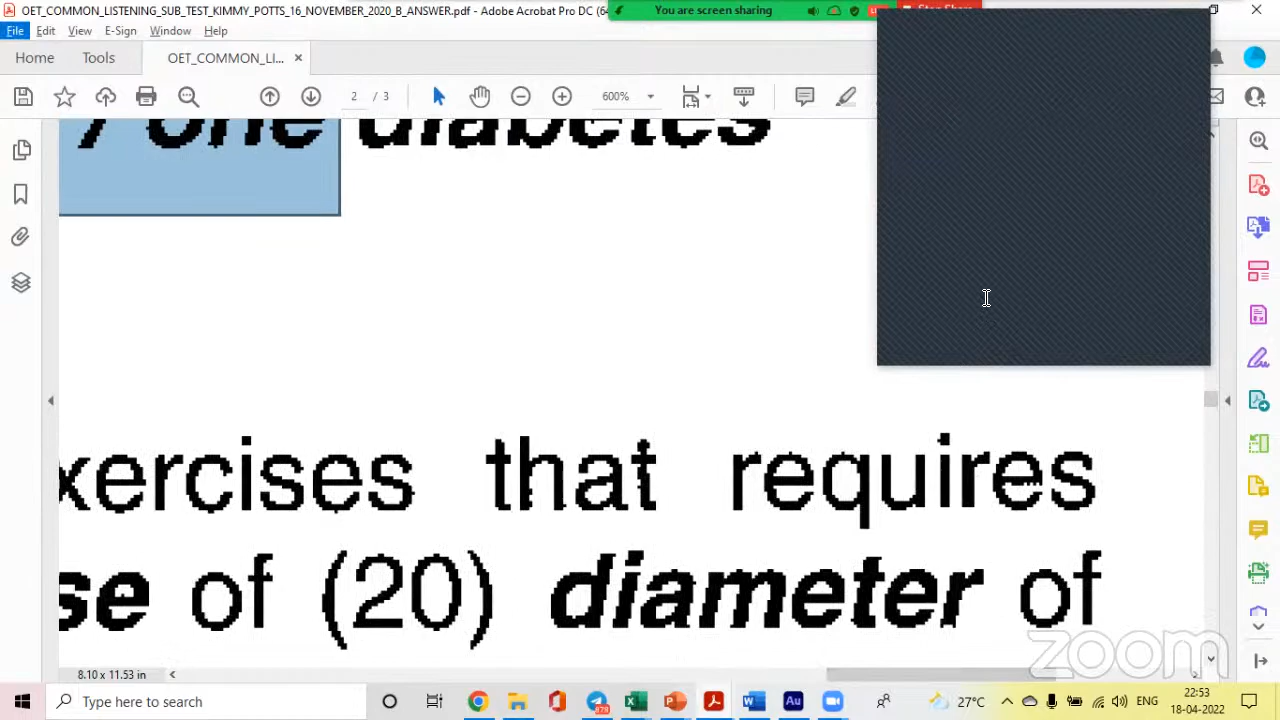 OET_COMMON_LISTENING_SUB_TEST_KIMMY_POTTS_16_NOVEMBER_2020_B_ANSWER.pdf - Adobe Acrobat Pro DC (64
You are screen sharing
File Edit View E-Sign Window Help
Home Tools OET_COMMON_LI...
2 / 3 600%
one diabetes
xercises that requires
se of (20) diameter of
zoom
8.10 x 11.53 in
Type here to search
27°C ENG 22:53
18-04-2022